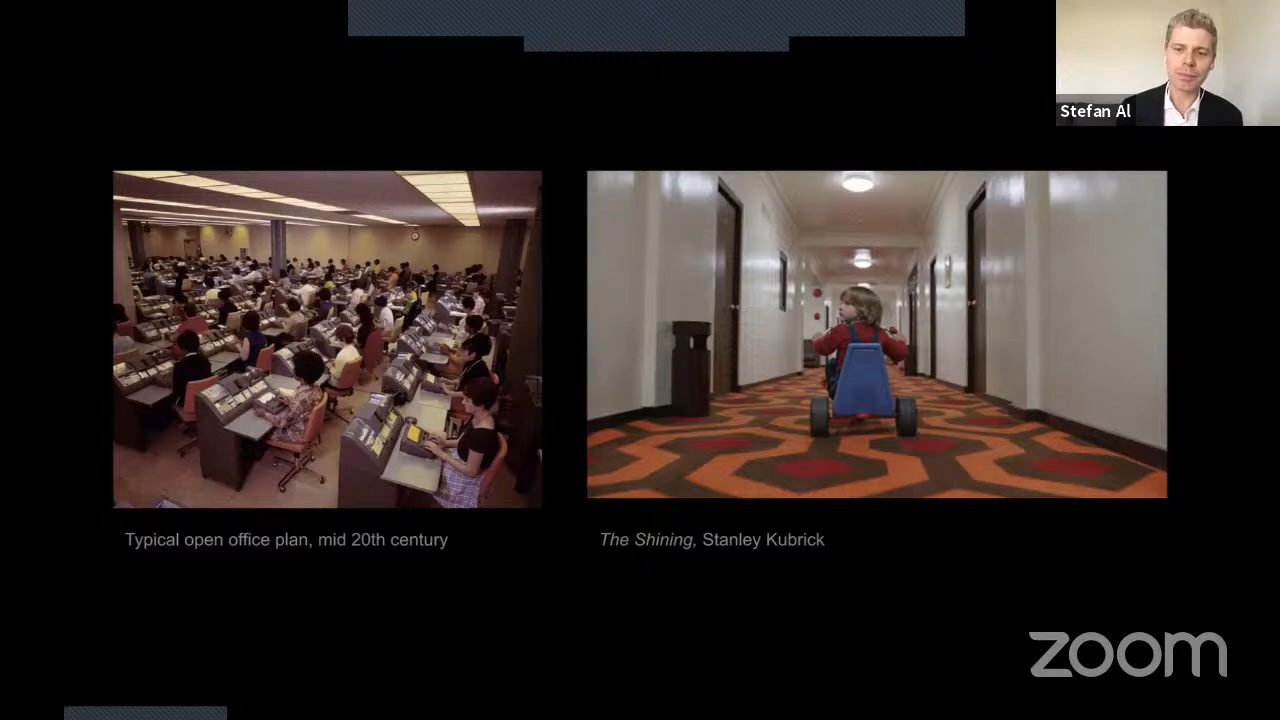 Stefan Al
Typical open office plan, mid 20th century
The Shining, Stanley Kubrick
zoom